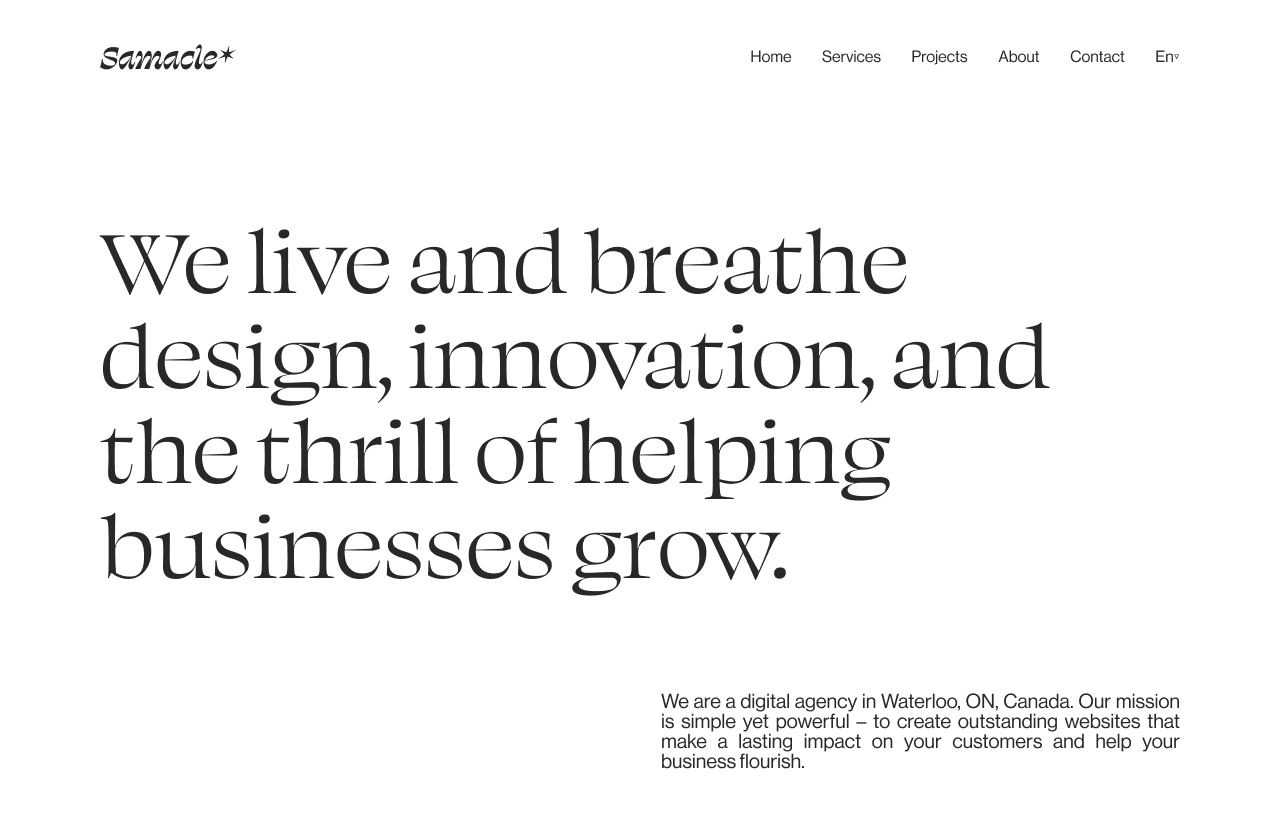 Samacle*
Home Services Projects About Contact En▿
We live and breathe
design, innovation, and
the thrill of helping
businesses grow.
We are a digital agency in Waterloo, ON, Canada. Our mission
is simple yet powerful – to create outstanding websites that
make a lasting impact on your customers and help your
business flourish.